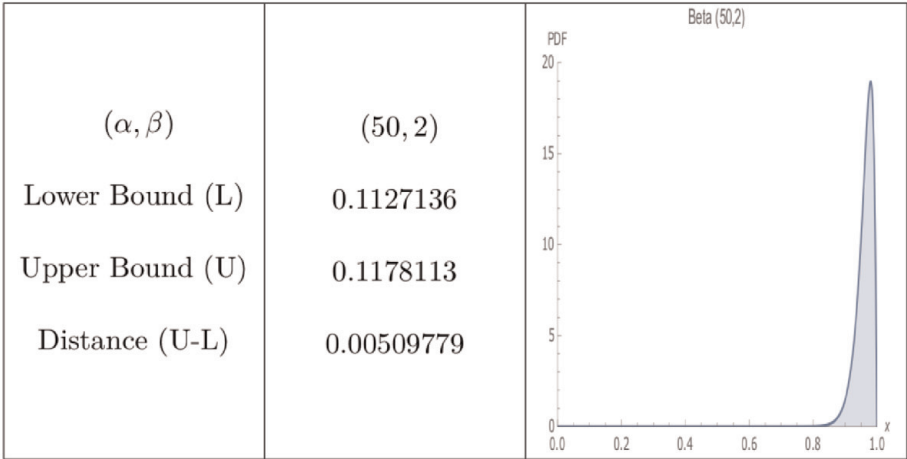 (α, β)
(50, 2)
Lower Bound (L)
0.1127136
Upper Bound (U)
0.1178113
Distance (U-L)
0.00509779
Beta (50,2)
PDF
20
15
10
5
0
0.0 0.2 0.4 0.6 0.8 1.0
x